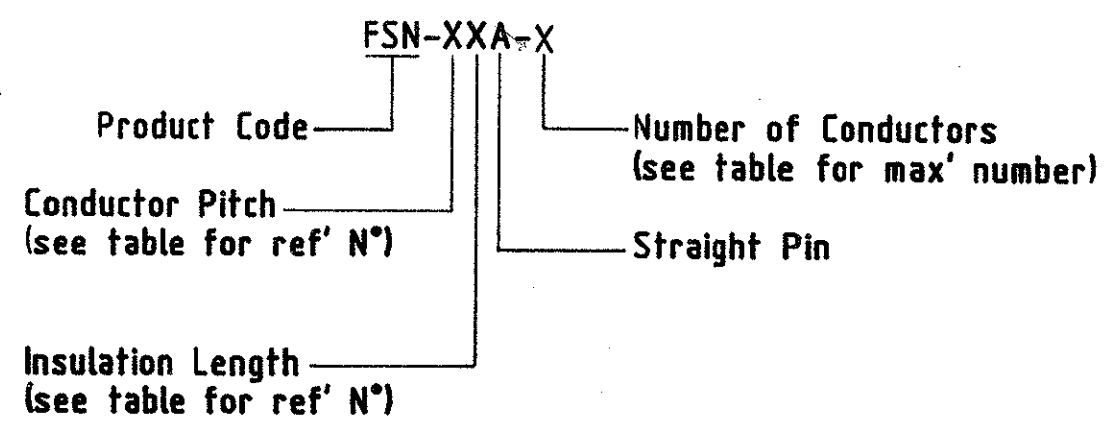 FSN-XXA-X
Product Code
Number of Conductors
(see table for max' number)
Conductor Pitch
(see table for ref' N°)
Straight Pin
Insulation Length
(see table for ref' N°)